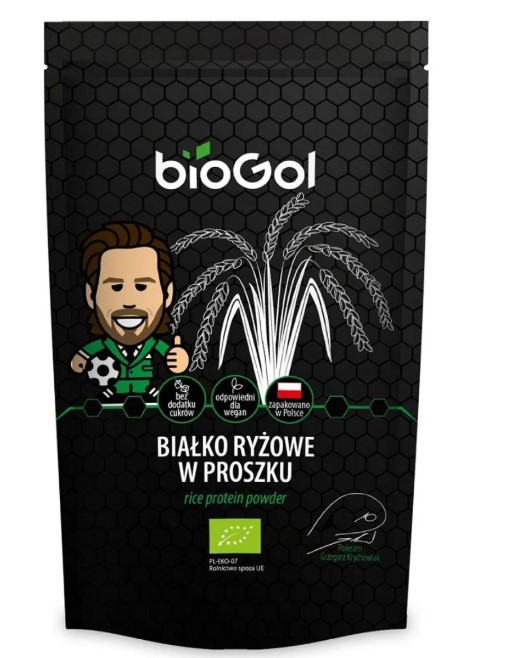 bioGol
bez
dodatku
cukrów
odpowiedni
dla
wegan
zapakowano
w Polsce
BIAŁKO RYŻOWE
W PROSZKU
rice protein powder
PL-EKO-07
Rolnictwo spoza UE
Polecam
Grzegorz Krychowiak